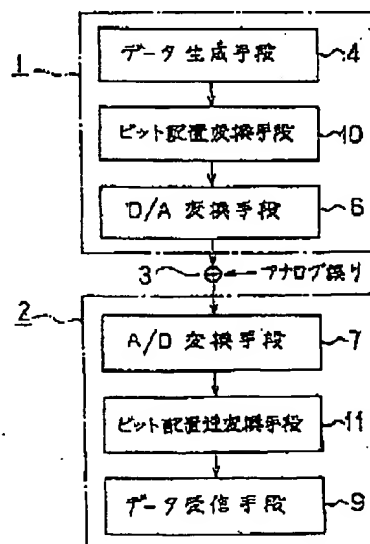 1
データ生成手段 4
ビット配置変換手段 10
D/A 変換手段 6
3 アナログ誤り
2
A/D 変換手段 7
ビット配置逆変換手段 11
データ受信手段 9